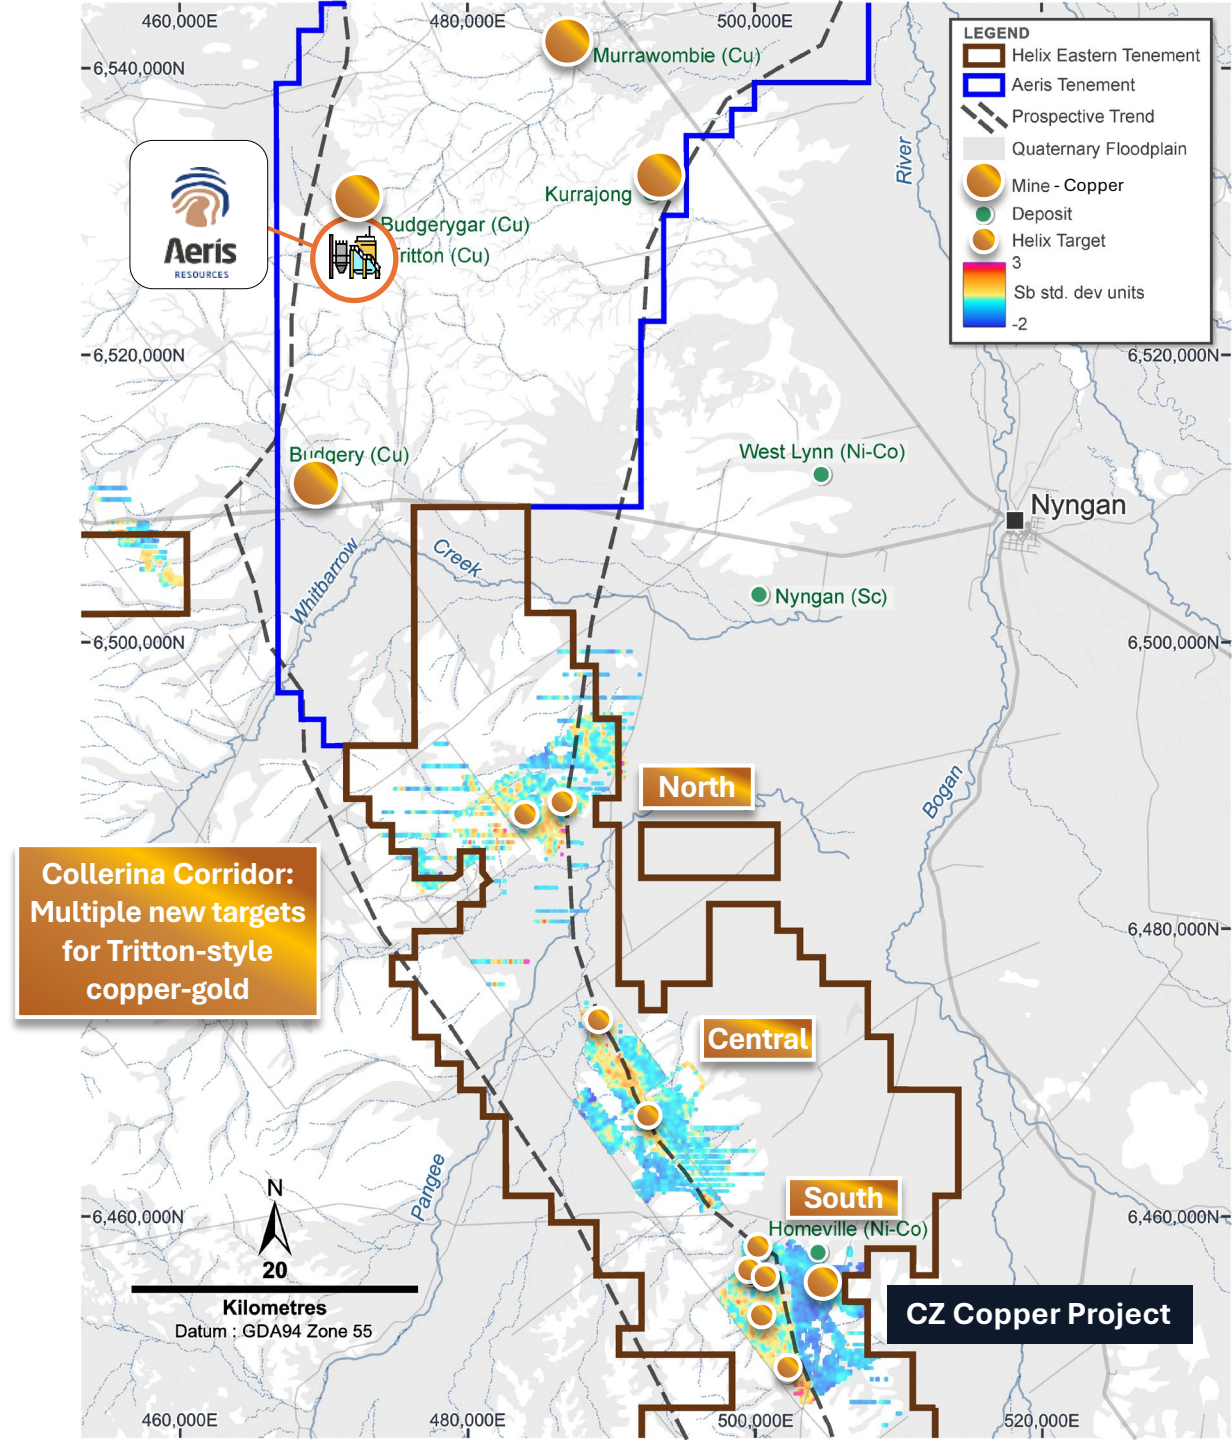 460,000E
480,000E
500,000E
6,540,000N
Murrawombie (Cu)
LEGEND
Helix Eastern Tenement
Aeris Tenement
Prospective Trend
Quaternary Floodplain
Mine - Copper
Deposit
Helix Target
3
Sb std. dev units
-2
River
Aeris
RESOURCES
Kurrajong
Budgerygar (Cu)
Tritton (Cu)
6,520,000N
6,520,000N
Budgery (Cu)
West Lynn (Ni-Co)
Nyngan
Whitbarrow
Creek
Nyngan (Sc)
6,500,000N
6,500,000N
North
Bogan
Collerina Corridor:
Multiple new targets
for Tritton-style
copper-gold
6,480,000N
Central
Pangee
South
Homeville (Ni-Co)
6,460,000N
6,460,000N
N
20
Kilometres
Datum : GDA94 Zone 55
CZ Copper Project
460,000E
480,000E
500,000E
520,000E